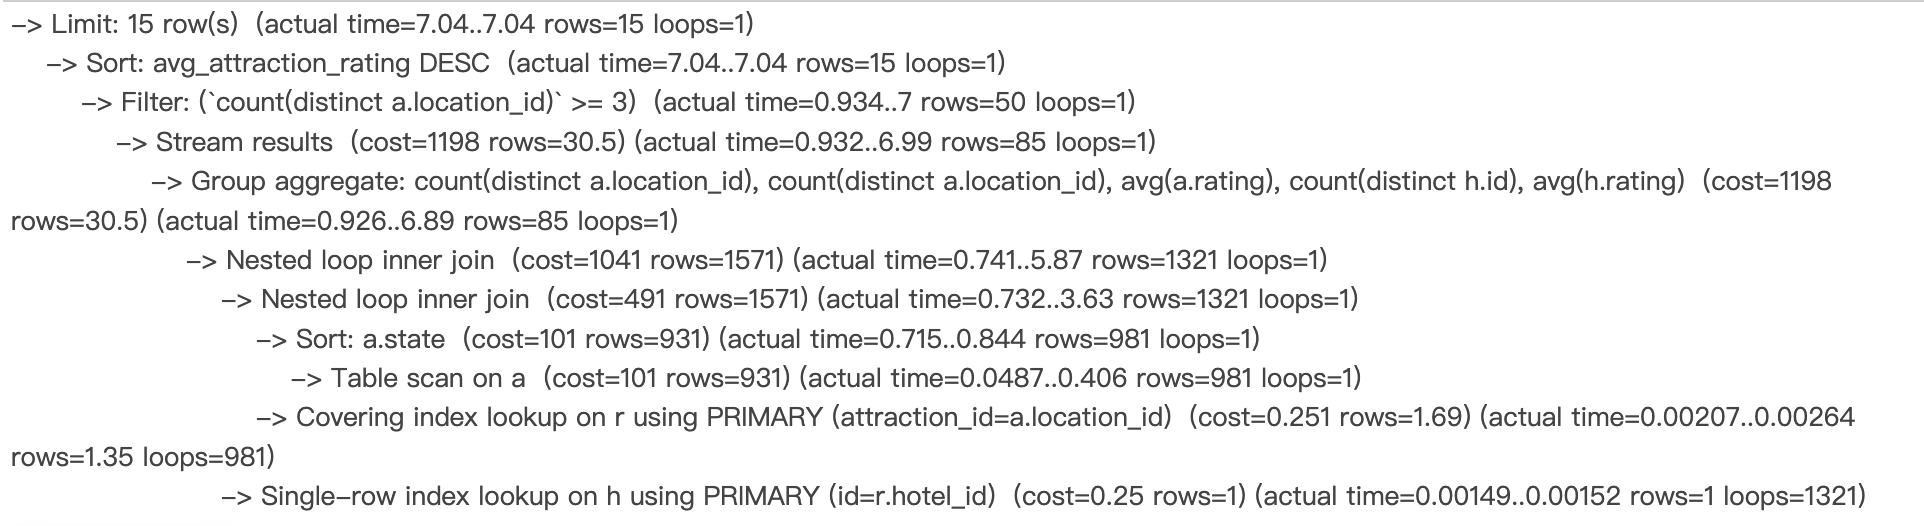 –> Limit: 15 row(s)  (actual time=7.04..7.04 rows=15 loops=1)
–> Sort: avg_attraction_rating DESC  (actual time=7.04..7.04 rows=15 loops=1)
–> Filter: (`count(distinct a.location_id)` >= 3)  (actual time=0.934..7 rows=50 loops=1)
–> Stream results  (cost=1198 rows=30.5) (actual time=0.932..6.99 rows=85 loops=1)
–> Group aggregate: count(distinct a.location_id), count(distinct a.location_id), avg(a.rating), count(distinct h.id), avg(h.rating)  (cost=1198
rows=30.5) (actual time=0.926..6.89 rows=85 loops=1)
–> Nested loop inner join  (cost=1041 rows=1571) (actual time=0.741..5.87 rows=1321 loops=1)
–> Nested loop inner join  (cost=491 rows=1571) (actual time=0.732..3.63 rows=1321 loops=1)
–> Sort: a.state  (cost=101 rows=931) (actual time=0.715..0.844 rows=981 loops=1)
–> Table scan on a  (cost=101 rows=931) (actual time=0.0487..0.406 rows=981 loops=1)
–> Covering index lookup on r using PRIMARY (attraction_id=a.location_id)  (cost=0.251 rows=1.69) (actual time=0.00207..0.00264
rows=1.35 loops=981)
–> Single–row index lookup on h using PRIMARY (id=r.hotel_id)  (cost=0.25 rows=1) (actual time=0.00149..0.00152 rows=1 loops=1321)